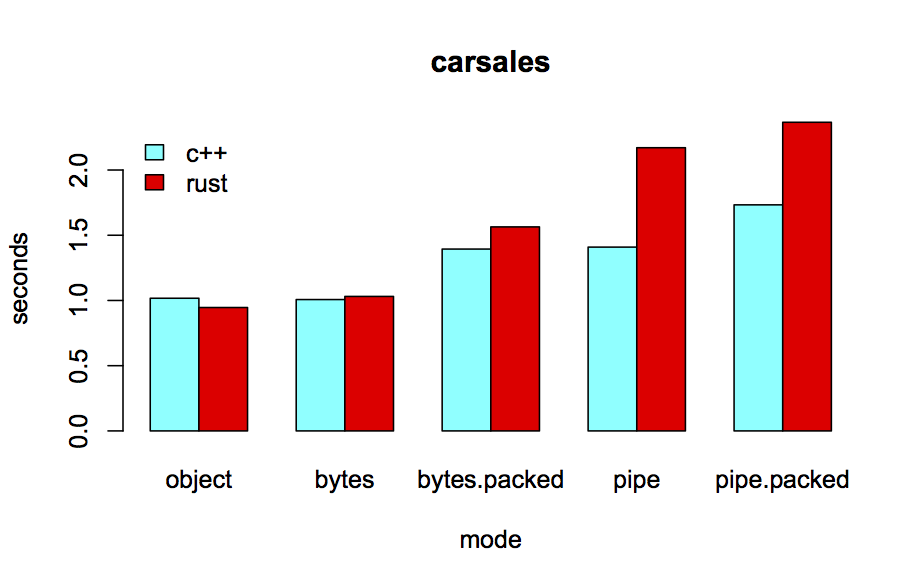 carsales
c++
rust
seconds
2.0
1.5
1.0
0.5
0.0
object bytes bytes.packed pipe pipe.packed
mode